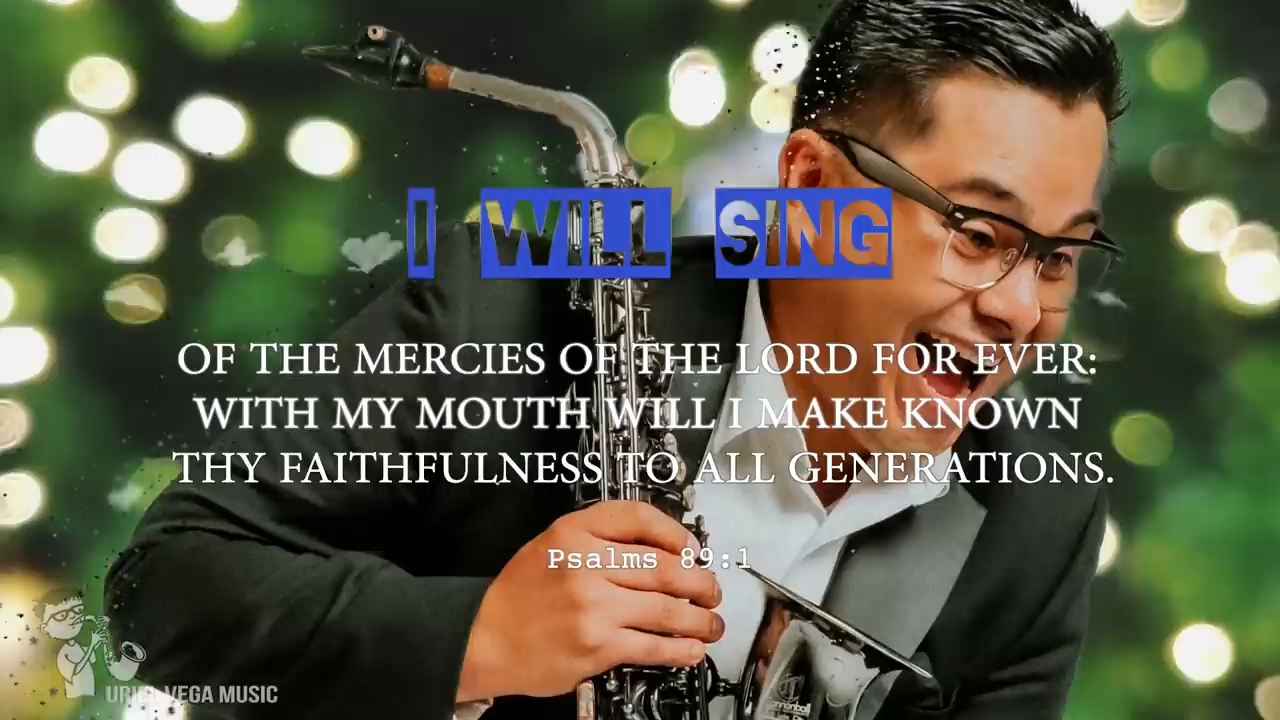 I WILL SING
OF THE MERCIES OF THE LORD FOR EVER:
WITH MY MOUTH WILL I MAKE KNOWN
THY FAITHFULNESS TO ALL GENERATIONS.
Psalms 89:1
URIEL VEGA MUSIC
cannonball